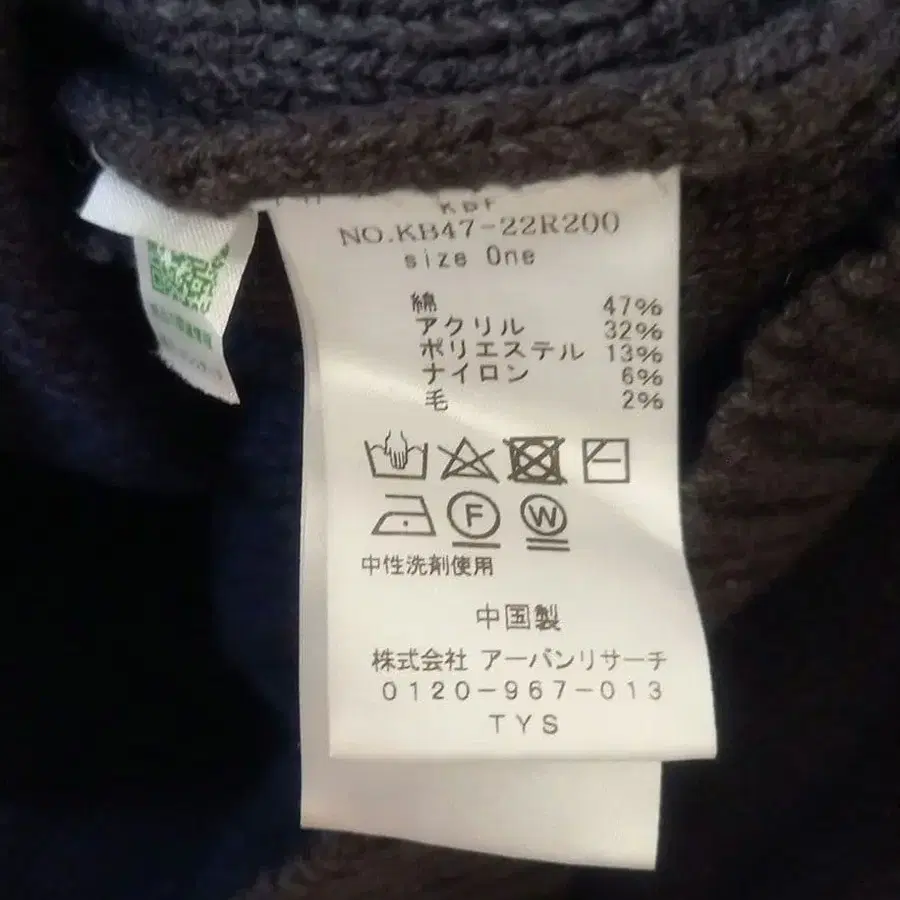 KBF
NO.KB47-22R200
size One
綿 47%
アクリル 32%
ポリエステル 13%
ナイロン 6%
毛 2%
F W
中性洗剤使用
中国製
株式会社 アーバンリサーチ
0120-967-013
TYS